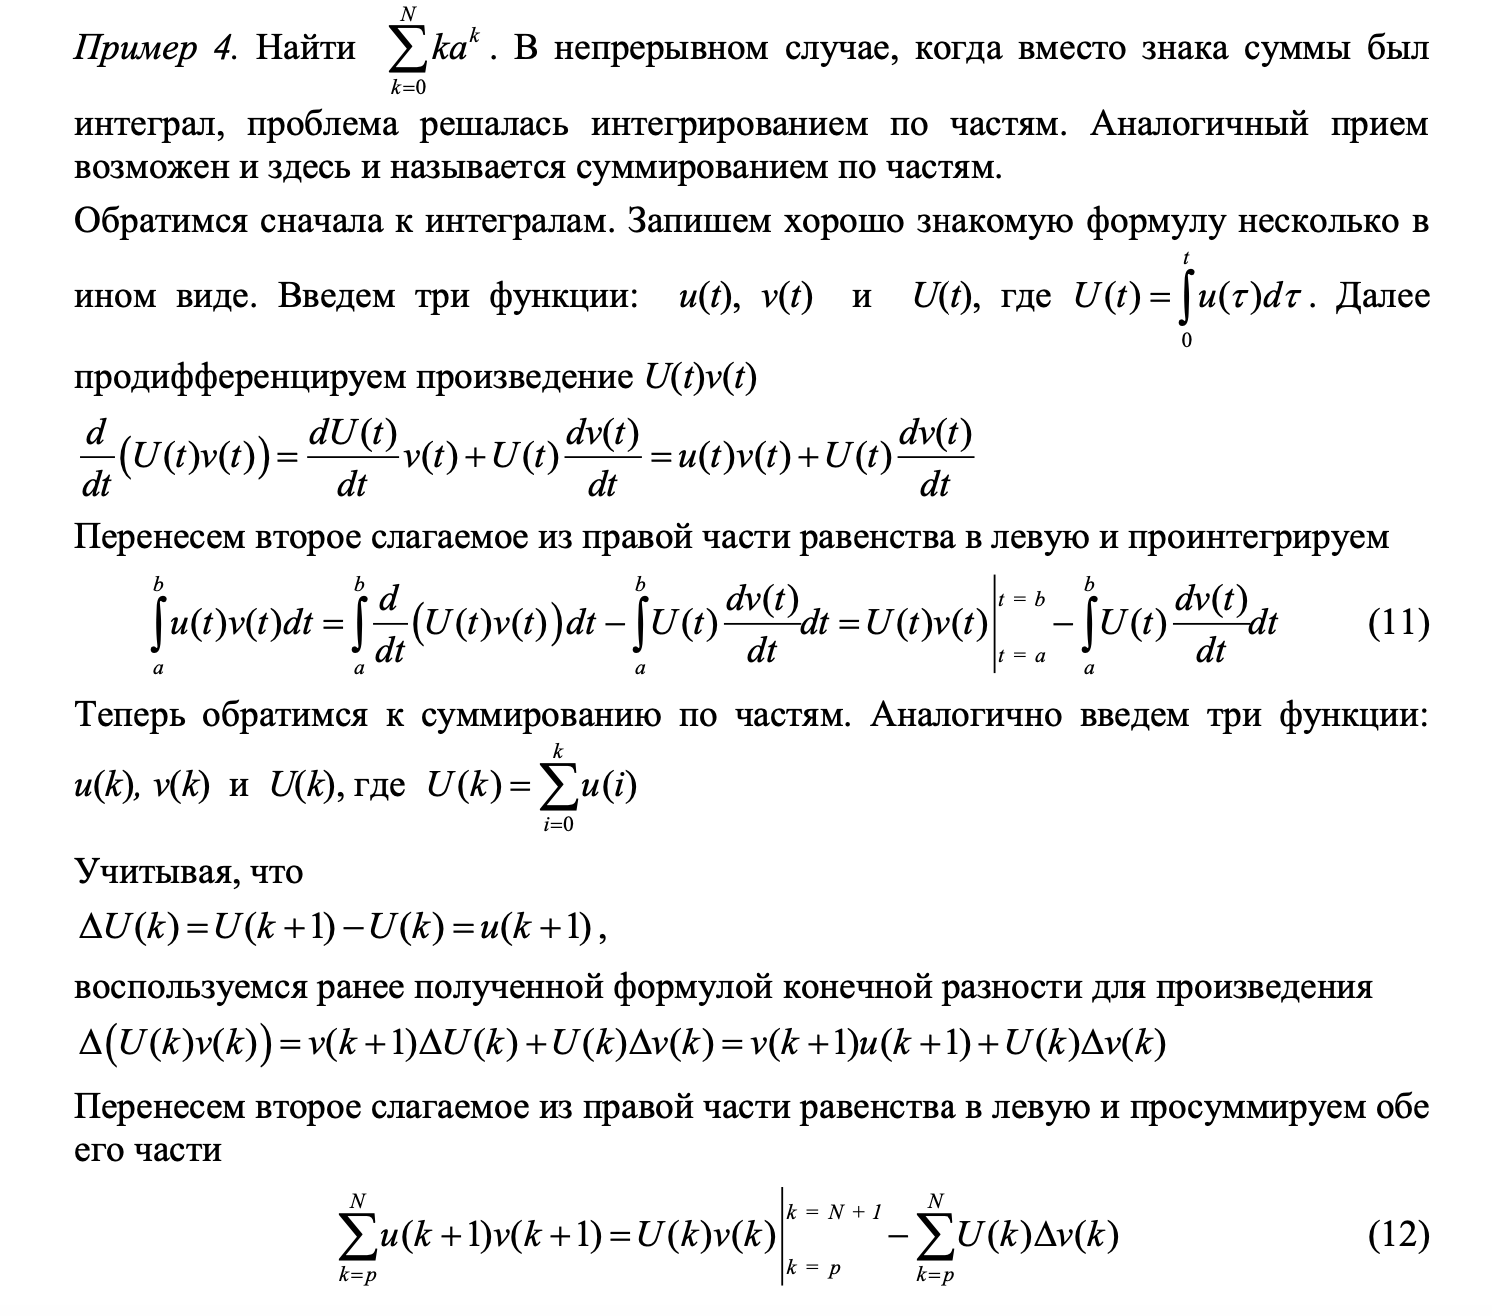 Пример 4. Найти $\sum_{k=0}^{N} ka^k$ . В непрерывном случае, когда вместо знака суммы был
интеграл, проблема решалась интегрированием по частям. Аналогичный прием
возможен и здесь и называется суммированием по частям.
Обратимся сначала к интегралам. Запишем хорошо знакомую формулу несколько в
ином виде. Введем три функции: u(t), v(t) и U(t), где $U(t) = \int_0^t u(\tau)d\tau$ . Далее
продифференцируем произведение U(t)v(t)
$\frac{d}{dt}(U(t)v(t)) = \frac{dU(t)}{dt}v(t) + U(t)\frac{dv(t)}{dt} = u(t)v(t) + U(t)\frac{dv(t)}{dt}$
Перенесем второе слагаемое из правой части равенства в левую и проинтегрируем
$\int_a^b u(t)v(t)dt = \int_a^b \frac{d}{dt}(U(t)v(t))dt - \int_a^b U(t)\frac{dv(t)}{dt}dt = U(t)v(t)\Big|_{t=a}^{t=b} - \int_a^b U(t)\frac{dv(t)}{dt}dt$ (11)
Теперь обратимся к суммированию по частям. Аналогично введем три функции:
u(k), v(k) и U(k), где $U(k) = \sum_{i=0}^{k} u(i)$
Учитывая, что
$\Delta U(k) = U(k+1) - U(k) = u(k+1)$ ,
воспользуемся ранее полученной формулой конечной разности для произведения
$\Delta(U(k)v(k)) = v(k+1)\Delta U(k) + U(k)\Delta v(k) = v(k+1)u(k+1) + U(k)\Delta v(k)$
Перенесем второе слагаемое из правой части равенства в левую и просуммируем обе
его части
$\sum_{k=p}^{N} u(k+1)v(k+1) = U(k)v(k)\Big|_{k=p}^{k=N+1} - \sum_{k=p}^{N} U(k)\Delta v(k)$ (12)